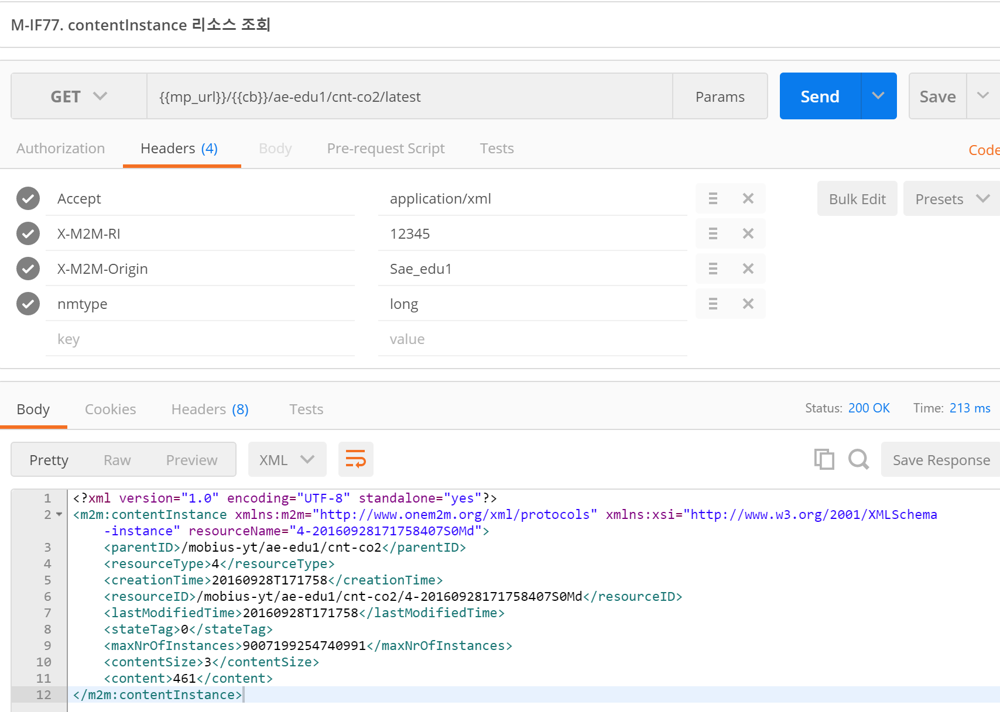 M-IF77. contentInstance 리소스 조회
GET {{mp_url}}/{{cb}}/ae-edu1/cnt-co2/latest Params Send Save
Authorization Headers (4) Body Pre-request Script Tests Code
Accept application/xml Bulk Edit Presets
X-M2M-RI 12345
X-M2M-Origin Sae_edu1
nmtype long
key value
Body Cookies Headers (8) Tests Status: 200 OK Time: 213 ms
Pretty Raw Preview XML Save Response
1 <?xml version="1.0" encoding="UTF-8" standalone="yes"?>
2 <m2m:contentInstance xmlns:m2m="http://www.onem2m.org/xml/protocols" xmlns:xsi="http://www.w3.org/2001/XMLSchema
-instance" resourceName="4-20160928171758407S0Md">
3 <parentID>/mobius-yt/ae-edu1/cnt-co2</parentID>
4 <resourceType>4</resourceType>
5 <creationTime>20160928T171758</creationTime>
6 <resourceID>/mobius-yt/ae-edu1/cnt-co2/4-20160928171758407S0Md</resourceID>
7 <lastModifiedTime>20160928T171758</lastModifiedTime>
8 <stateTag>0</stateTag>
9 <maxNrOfInstances>9007199254740991</maxNrOfInstances>
10 <contentSize>3</contentSize>
11 <content>461</content>
12 </m2m:contentInstance>